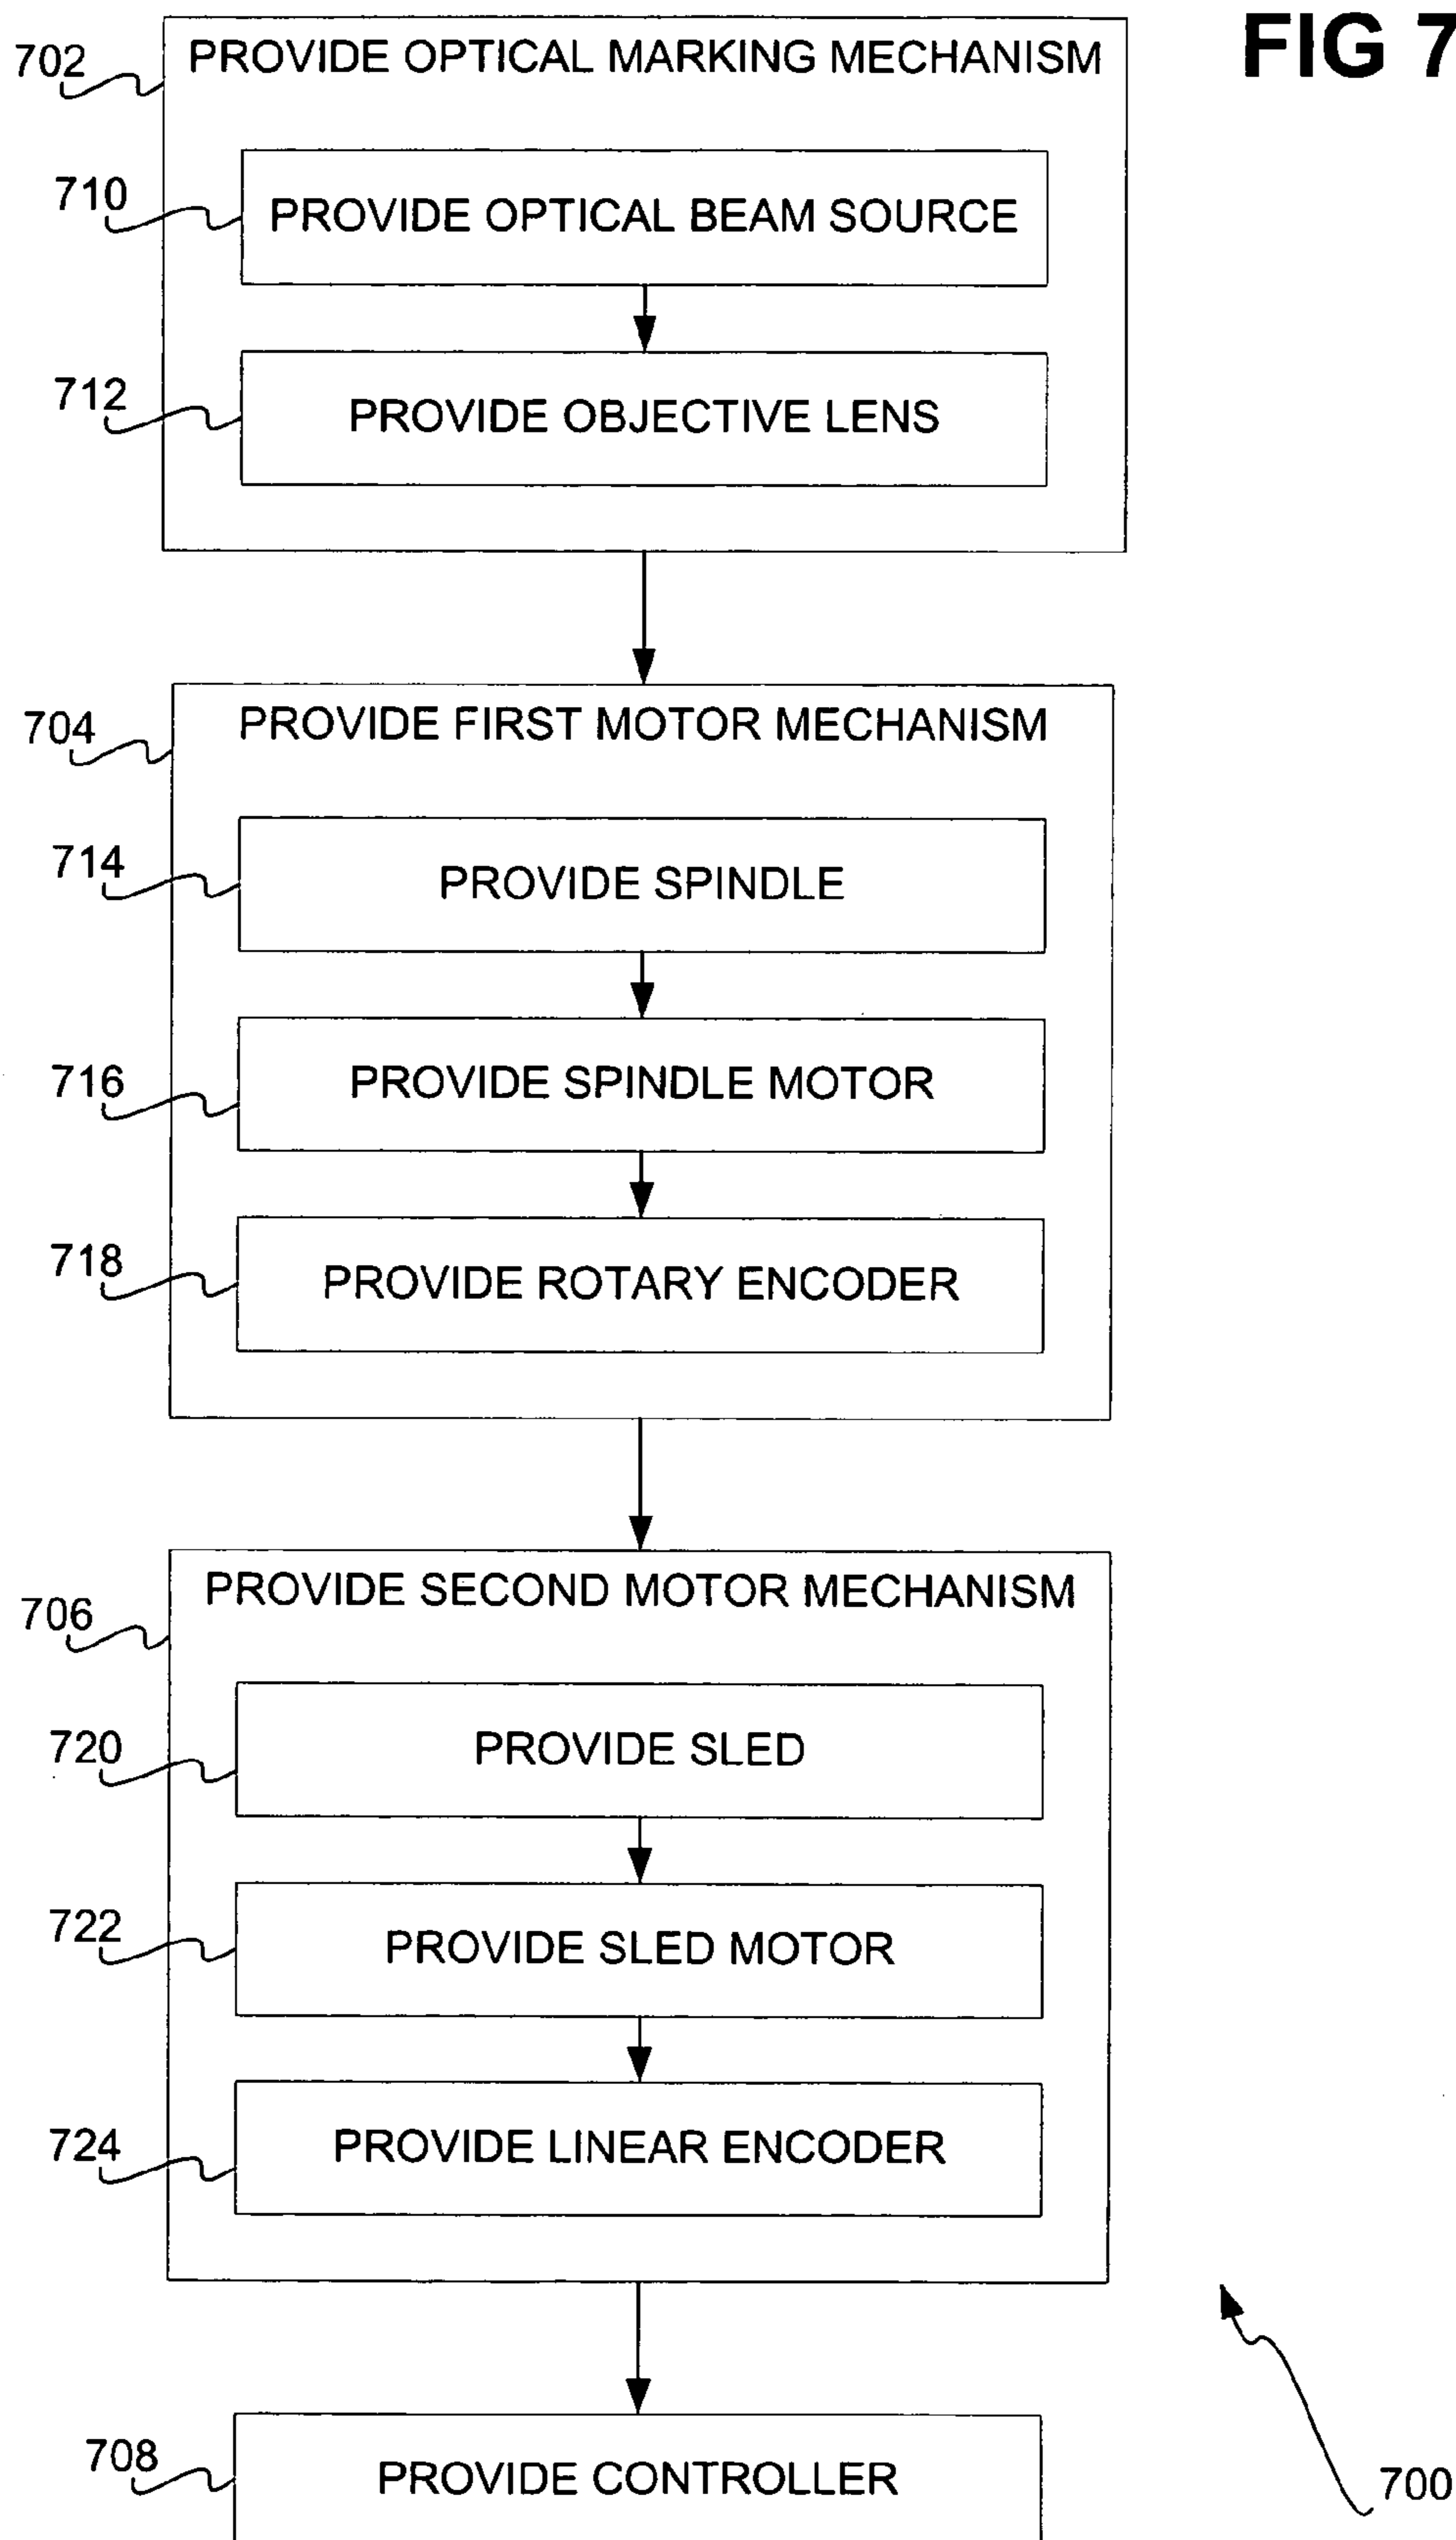 FIG 7
702
PROVIDE OPTICAL MARKING MECHANISM
710
PROVIDE OPTICAL BEAM SOURCE
712
PROVIDE OBJECTIVE LENS
704
PROVIDE FIRST MOTOR MECHANISM
714
PROVIDE SPINDLE
716
PROVIDE SPINDLE MOTOR
718
PROVIDE ROTARY ENCODER
706
PROVIDE SECOND MOTOR MECHANISM
720
PROVIDE SLED
722
PROVIDE SLED MOTOR
724
PROVIDE LINEAR ENCODER
708
PROVIDE CONTROLLER
700